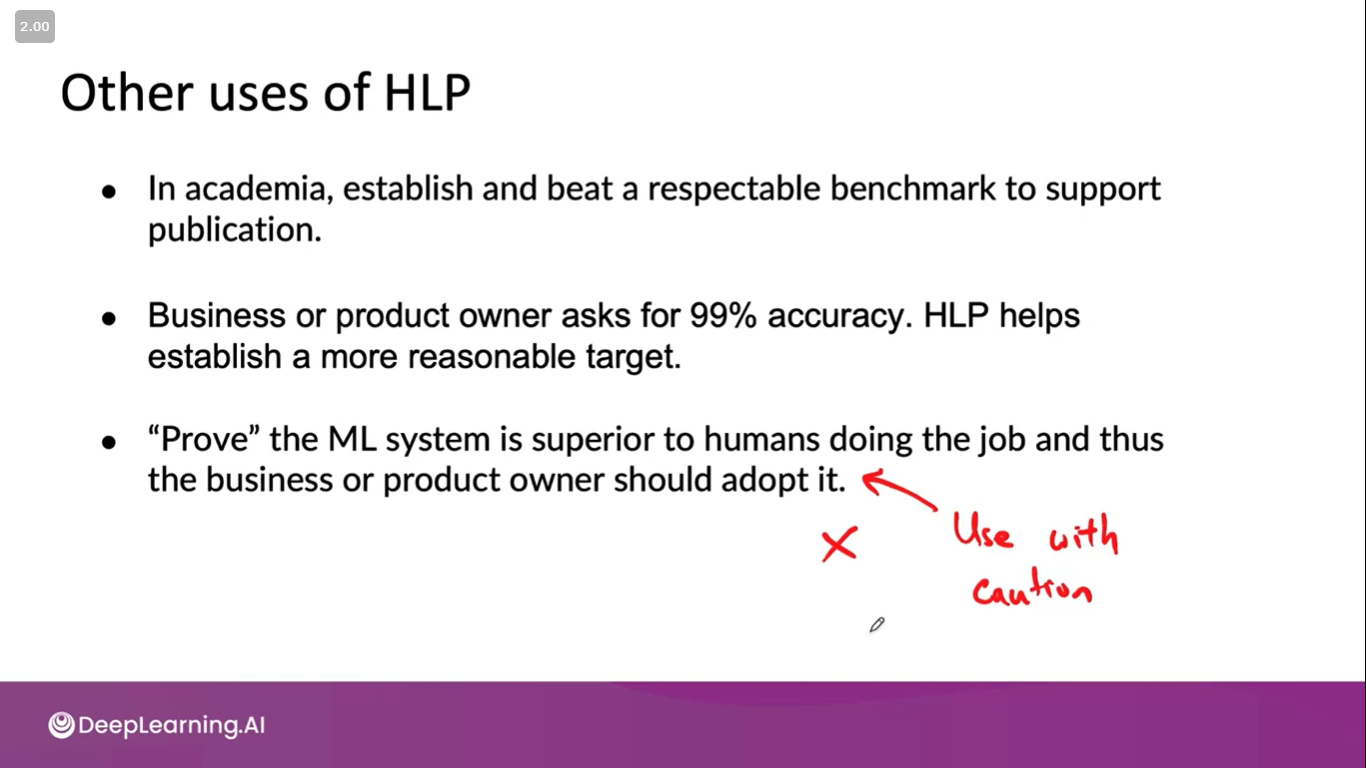 2.00
Other uses of HLP
● In academia, establish and beat a respectable benchmark to support
publication.
● Business or product owner asks for 99% accuracy. HLP helps
establish a more reasonable target.
● “Prove” the ML system is superior to humans doing the job and thus
the business or product owner should adopt it.
Use with
caution
DeepLearning.AI